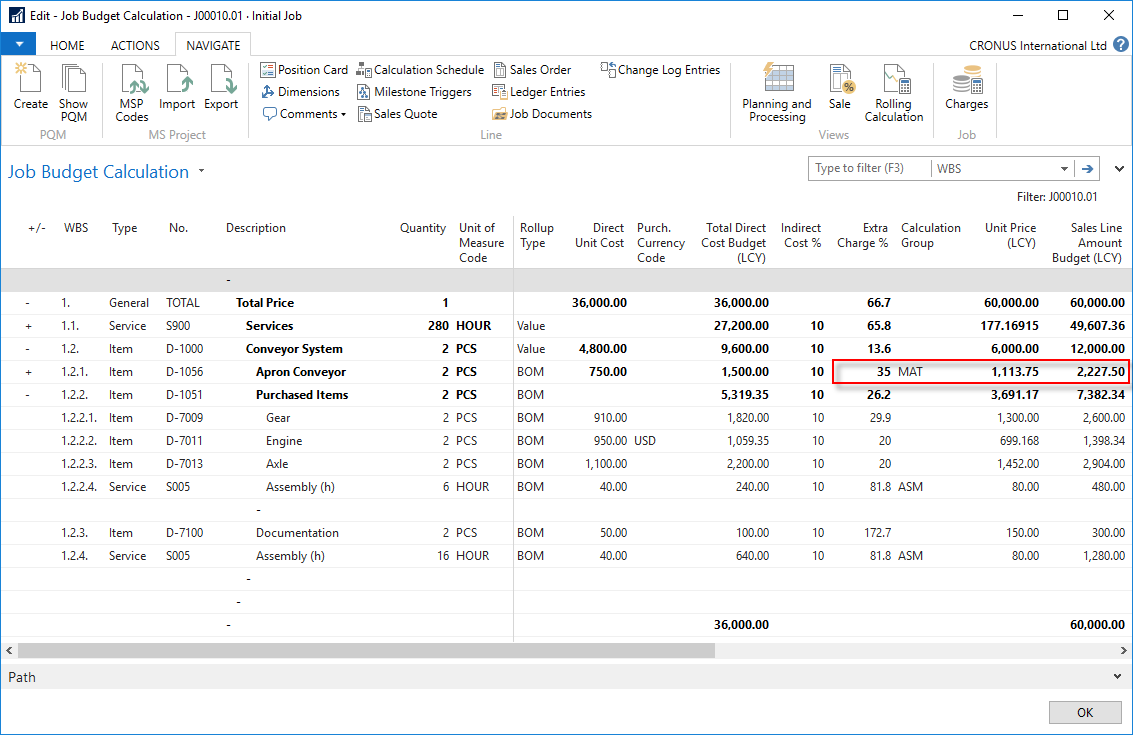 Edit - Job Budget Calculation - J00010.01 · Initial Job
HOME ACTIONS NAVIGATE CRONUS International Ltd ?
Position Card Calculation Schedule Sales Order Change Log Entries
Dimensions Milestone Triggers Ledger Entries
Comments Sales Quote Job Documents
Create Show PQM MSP Codes Import Export Planning and Processing Sale Rolling Calculation Charges
PQM MS Project Line Views Job
Job Budget Calculation Type to filter (F3) WBS
Filter: J00010.01
+/- WBS Type No. Description Quantity Unit of Measure Code Rollup Type Direct Unit Cost Purch. Currency Code Total Direct Cost Budget (LCY) Indirect Cost % Extra Charge % Calculation Group Unit Price (LCY) Sales Line Amount Budget (LCY)
-
- 1. General TOTAL Total Price 1 36,000.00 36,000.00 66.7 60,000.00 60,000.00
+ 1.1. Service S900 Services 280 HOUR Value 27,200.00 10 65.8 177.16915 49,607.36
- 1.2. Item D-1000 Conveyor System 2 PCS Value 4,800.00 9,600.00 10 13.6 6,000.00 12,000.00
+ 1.2.1. Item D-1056 Apron Conveyor 2 PCS BOM 750.00 1,500.00 10 35 MAT 1,113.75 2,227.50
- 1.2.2. Item D-1051 Purchased Items 2 PCS BOM 5,319.35 10 26.2 3,691.17 7,382.34
1.2.2.1. Item D-7009 Gear 2 PCS BOM 910.00 1,820.00 10 29.9 1,300.00 2,600.00
1.2.2.2. Item D-7011 Engine 2 PCS BOM 950.00 USD 1,059.35 10 20 699.168 1,398.34
1.2.2.3. Item D-7013 Axle 2 PCS BOM 1,100.00 2,200.00 10 20 1,452.00 2,904.00
1.2.2.4. Service S005 Assembly (h) 6 HOUR BOM 40.00 240.00 10 81.8 ASM 80.00 480.00
-
1.2.3. Item D-7100 Documentation 2 PCS BOM 50.00 100.00 10 172.7 150.00 300.00
1.2.4. Service S005 Assembly (h) 16 HOUR BOM 40.00 640.00 10 81.8 ASM 80.00 1,280.00
-
-
- 36,000.00 60,000.00
Path
OK